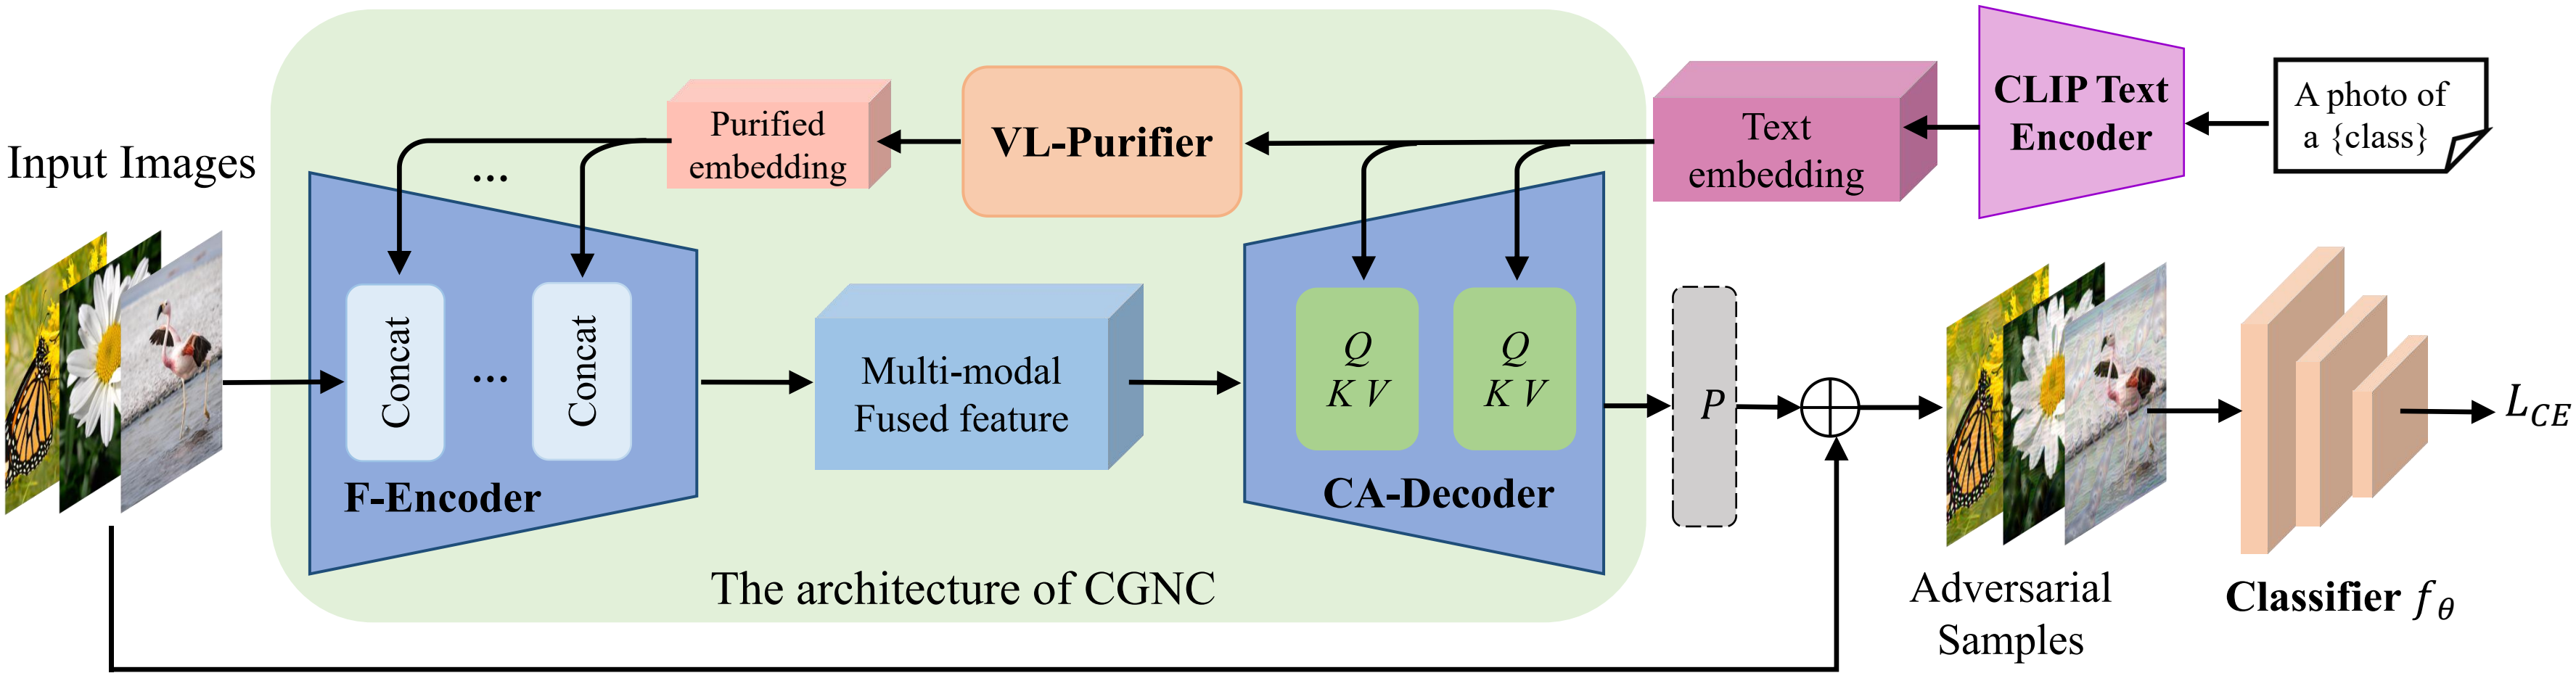 Input Images
...
Purified
embedding
VL-Purifier
Text
embedding
CLIP Text
Encoder
A photo of
a {class}
Concat
...
Concat
F-Encoder
Multi-modal
Fused feature
Q
K V
Q
K V
CA-Decoder
The architecture of CGNC
P
Adversarial
Samples
Classifier f_θ
L_CE